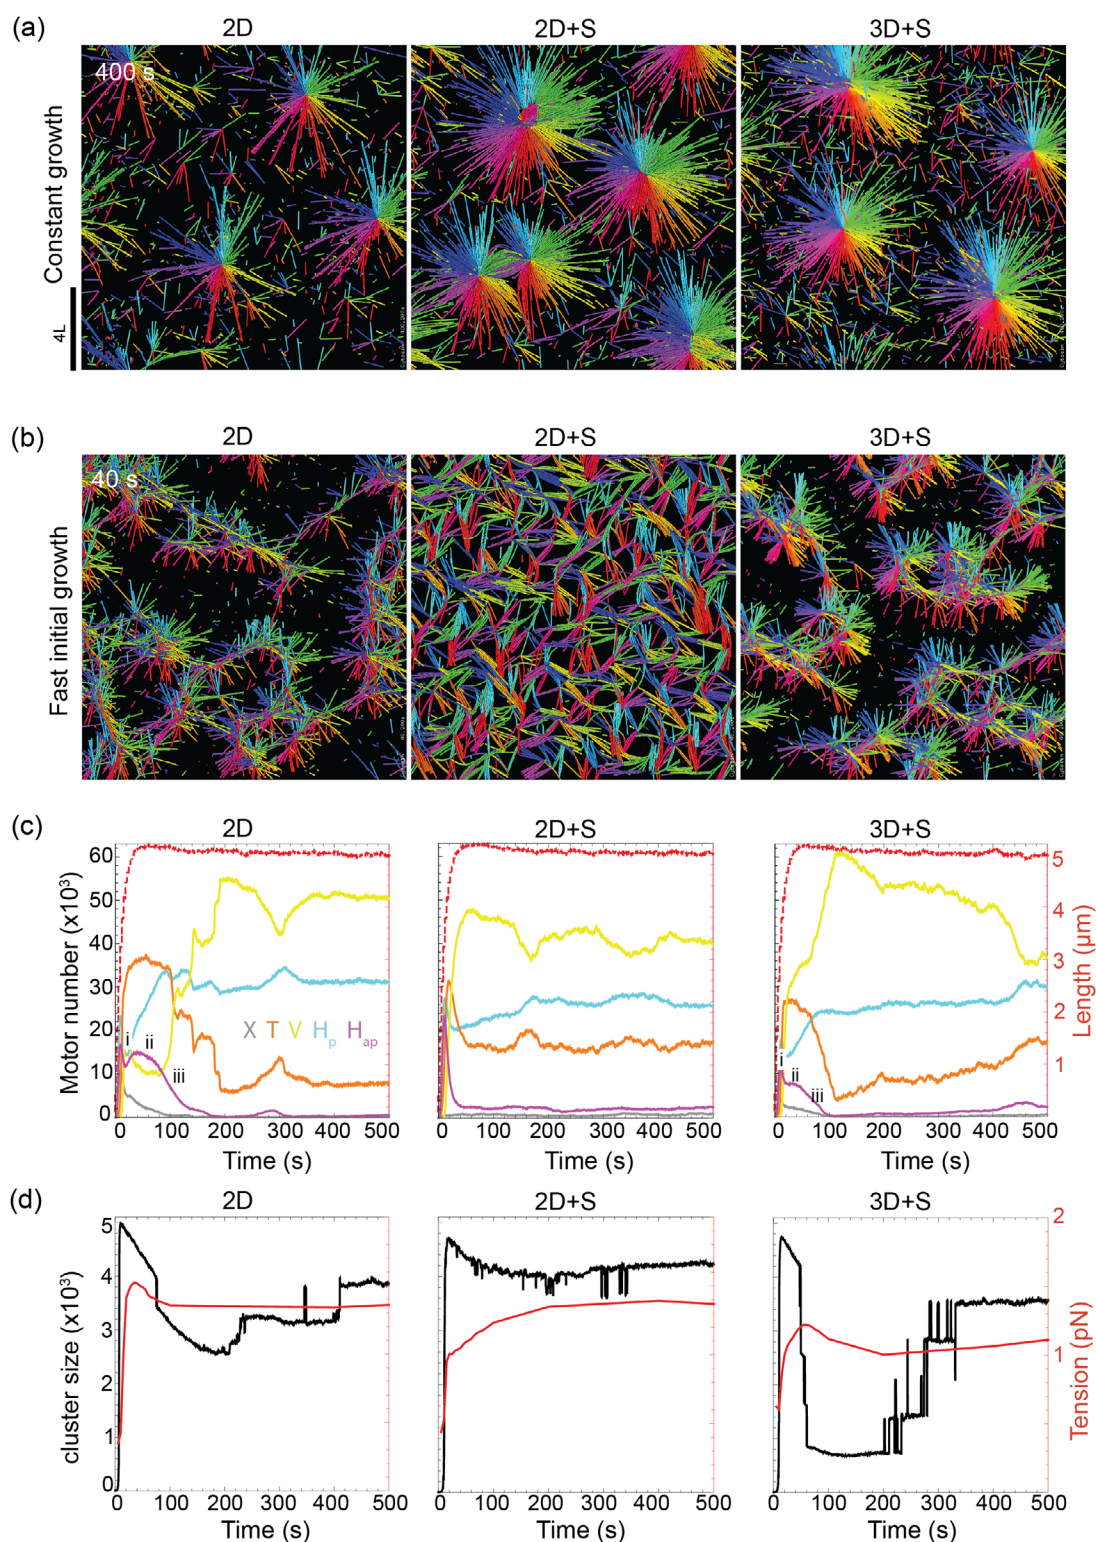 (a)
2D
2D+S
3D+S
400 s
Constant growth
4L
(b)
2D
2D+S
3D+S
40 s
Fast initial growth
(c)
2D
2D+S
3D+S
60
50
40
30
20
10
0
Motor number (x10³)
i
ii
iii
X T V Hp Hap
i
ii
iii
5
4
3
2
1
Length (µm)
0 100 200 300 400 500
0 100 200 300 400 500
0 100 200 300 400 500
Time (s)
Time (s)
Time (s)
(d)
2D
2D+S
3D+S
5
4
3
2
1
0
cluster size (x10³)
2
1
Tension (pN)
0 100 200 300 400 500
0 100 200 300 400 500
0 100 200 300 400 500
Time (s)
Time (s)
Time (s)